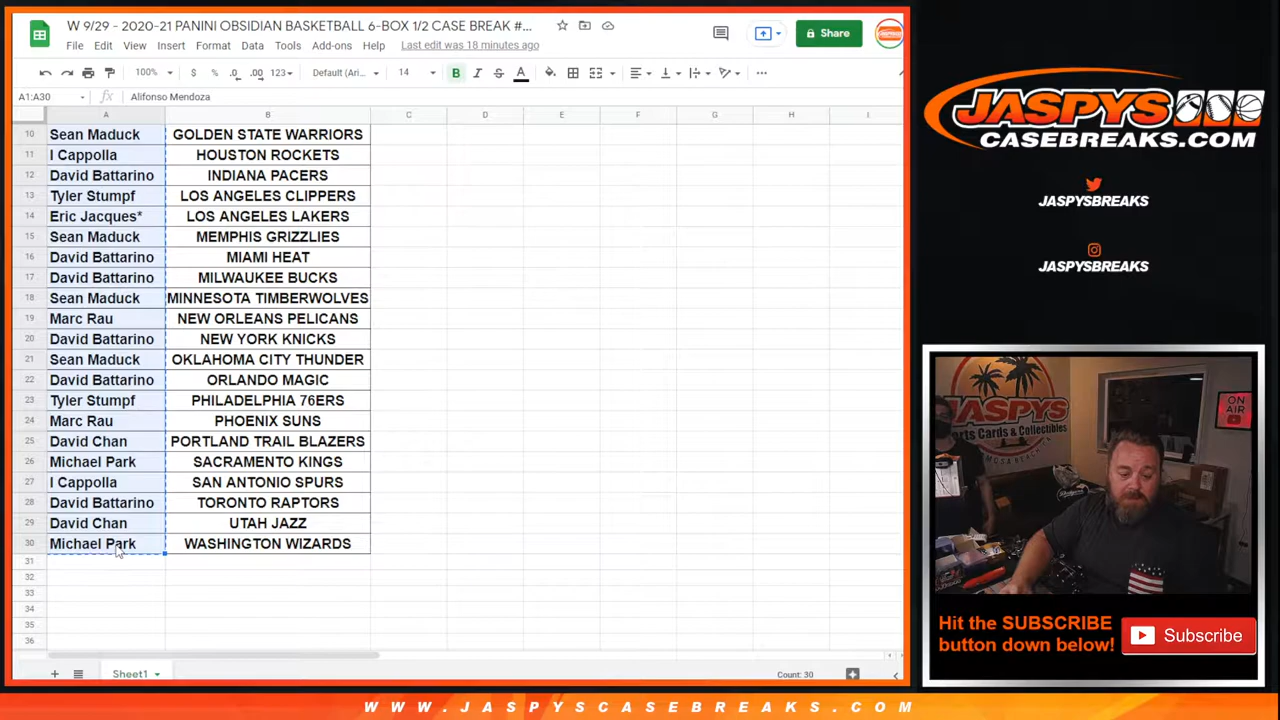 W 9/29 - 2020-21 PANINI OBSIDIAN BASKETBALL 6-BOX 1/2 CASE BREAK #...
File Edit View Insert Format Data Tools Add-ons Help Last edit was 18 minutes ago
Share
100% $ % .0 .00 123 Default (Ari... 14 B I S A
A1:A30 fx Alifonso Mendoza
A B C D E F G H I
10 Sean Maduck GOLDEN STATE WARRIORS
11 I Cappolla HOUSTON ROCKETS
12 David Battarino INDIANA PACERS
13 Tyler Stumpf LOS ANGELES CLIPPERS
14 Eric Jacques* LOS ANGELES LAKERS
15 Sean Maduck MEMPHIS GRIZZLIES
16 David Battarino MIAMI HEAT
17 David Battarino MILWAUKEE BUCKS
18 Sean Maduck MINNESOTA TIMBERWOLVES
19 Marc Rau NEW ORLEANS PELICANS
20 David Battarino NEW YORK KNICKS
21 Sean Maduck OKLAHOMA CITY THUNDER
22 David Battarino ORLANDO MAGIC
23 Tyler Stumpf PHILADELPHIA 76ERS
24 Marc Rau PHOENIX SUNS
25 David Chan PORTLAND TRAIL BLAZERS
26 Michael Park SACRAMENTO KINGS
27 I Cappolla SAN ANTONIO SPURS
28 David Battarino TORONTO RAPTORS
29 David Chan UTAH JAZZ
30 Michael Park WASHINGTON WIZARDS
31
32
33
34
35
36
Sheet1
Count: 30
JASPYS
CASEBREAKS.COM
JASPYSBREAKS
JASPYSBREAKS
JASPYS
rts Cards & Collectibles
MOSA BEACH
ON
AIR
Hit the SUBSCRIBE
button down below!
Subscribe
WWW.JASPYSCASEBREAKS.COM